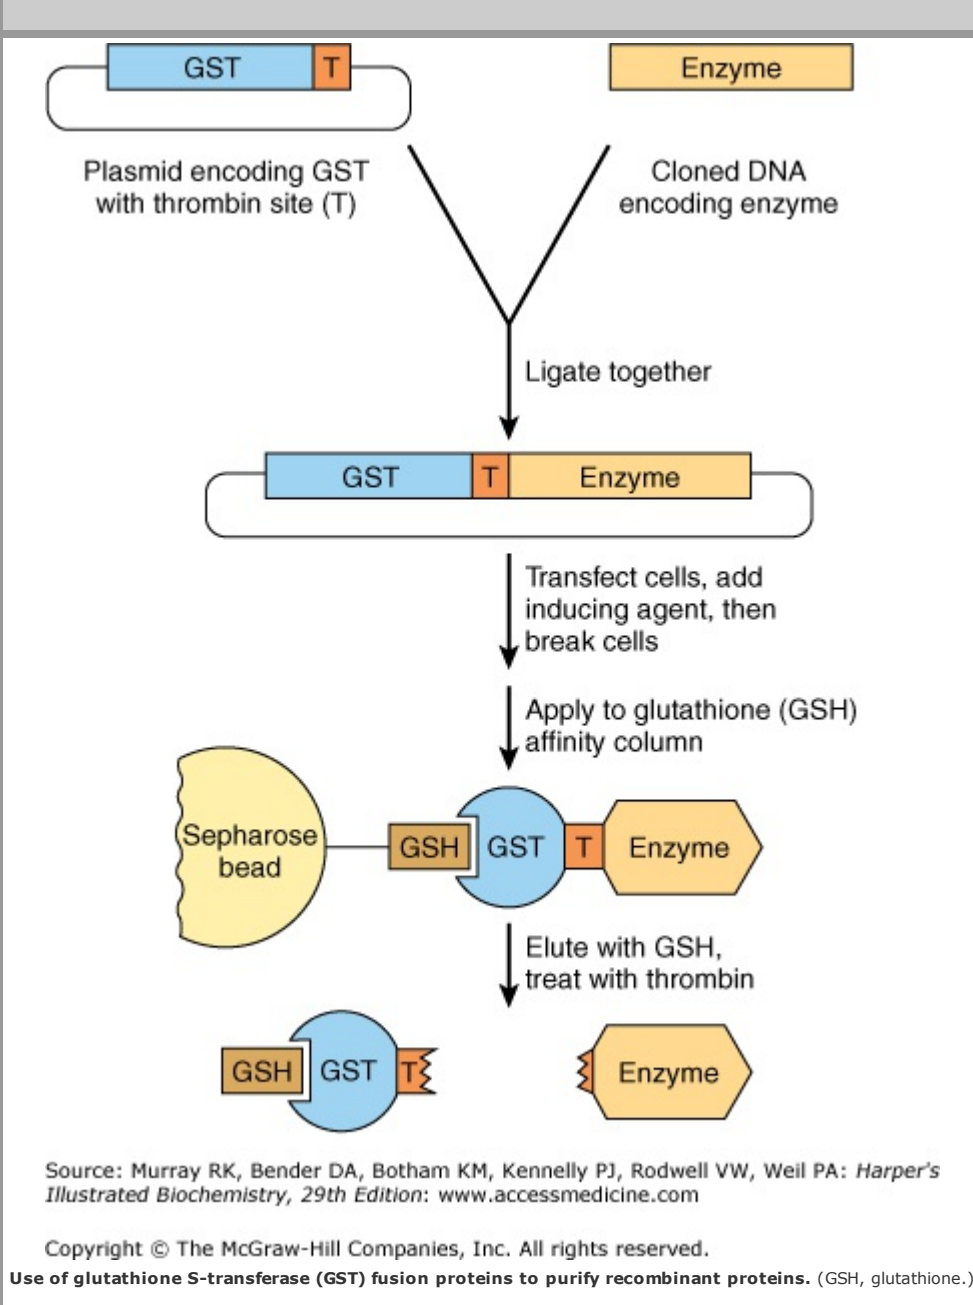 GST T
Enzyme
Plasmid encoding GST
with thrombin site (T)
Cloned DNA
encoding enzyme
Ligate together
GST T Enzyme
Transfect cells, add
inducing agent, then
break cells
Apply to glutathione (GSH)
affinity column
Sepharose
bead
GSH GST T Enzyme
Elute with GSH,
treat with thrombin
GSH GST T
Enzyme
Source: Murray RK, Bender DA, Botham KM, Kennelly PJ, Rodwell VW, Weil PA: Harper's
Illustrated Biochemistry, 29th Edition: www.accessmedicine.com
Copyright © The McGraw-Hill Companies, Inc. All rights reserved.
Use of glutathione S-transferase (GST) fusion proteins to purify recombinant proteins. (GSH, glutathione.)